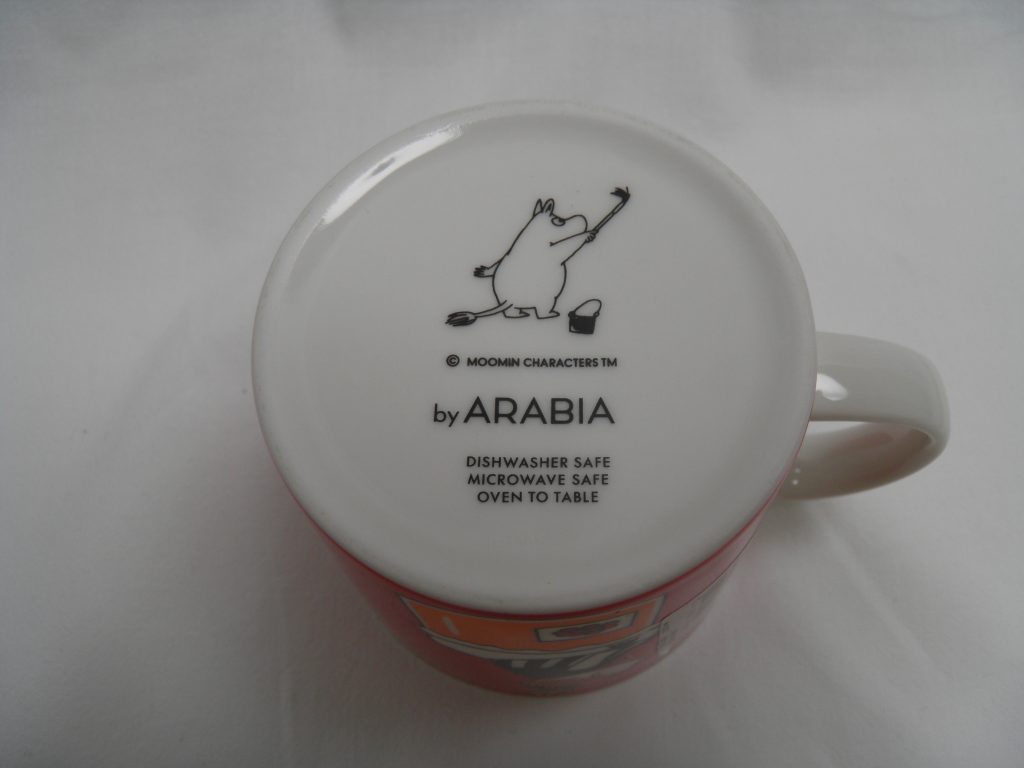 © MOOMIN CHARACTERS TM
by ARABIA
DISHWASHER SAFE
MICROWAVE SAFE
OVEN TO TABLE